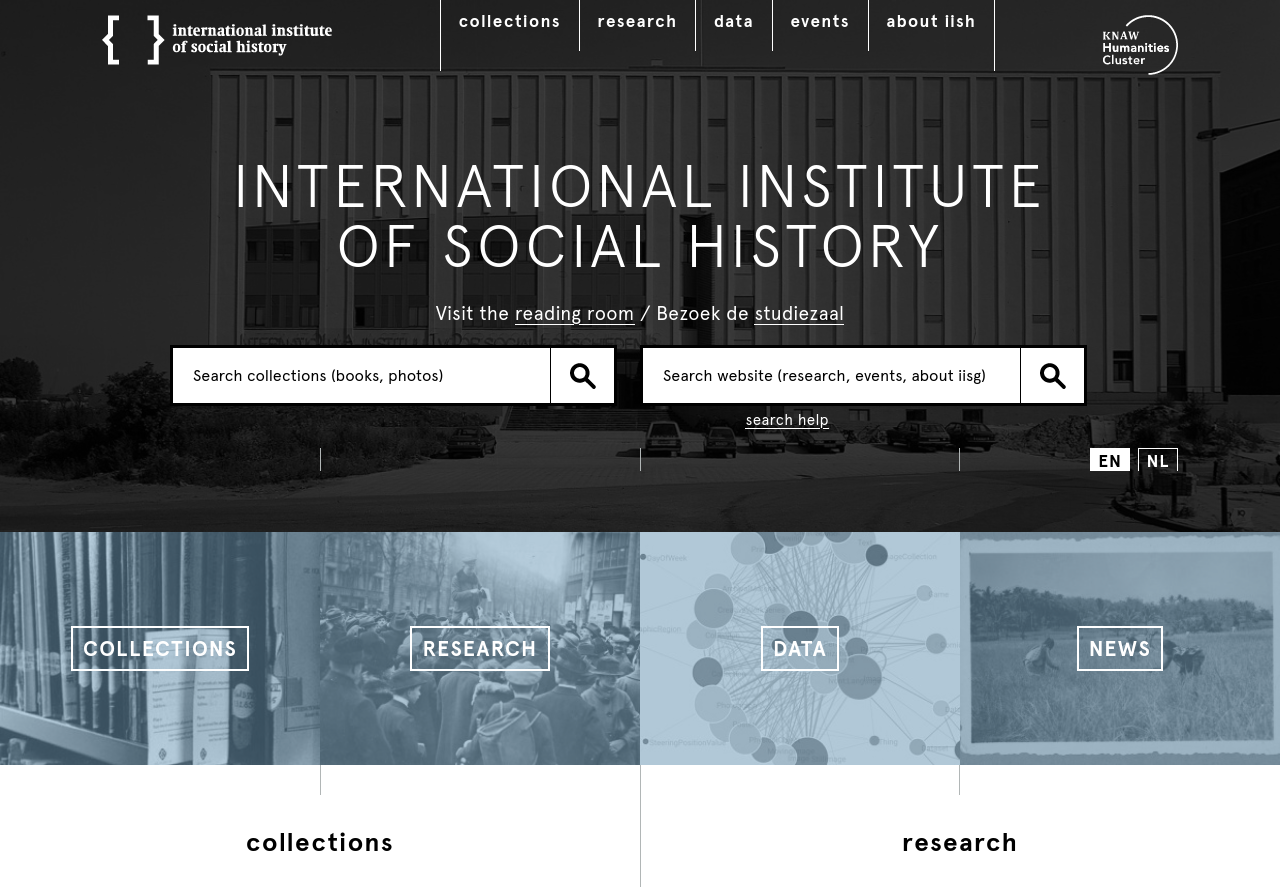 international institute
of social history
collections
research
data
events
about iish
KNAW
Humanities
Cluster
INTERNATIONAL INSTITUTE
OF SOCIAL HISTORY
Visit the reading room / Bezoek de studiezaal
Search collections (books, photos)
Search website (research, events, about iisg)
search help
EN
NL
COLLECTIONS
RESEARCH
DATA
NEWS
collections
research